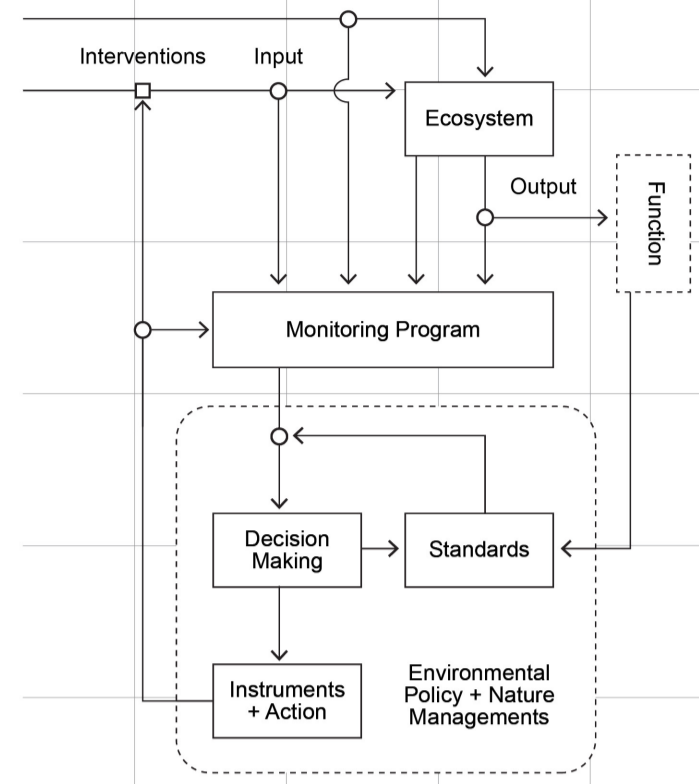 Interventions
Input
Ecosystem
Output
Function
Monitoring Program
Decision
Making
Standards
Instruments
+ Action
Environmental
Policy + Nature
Managements